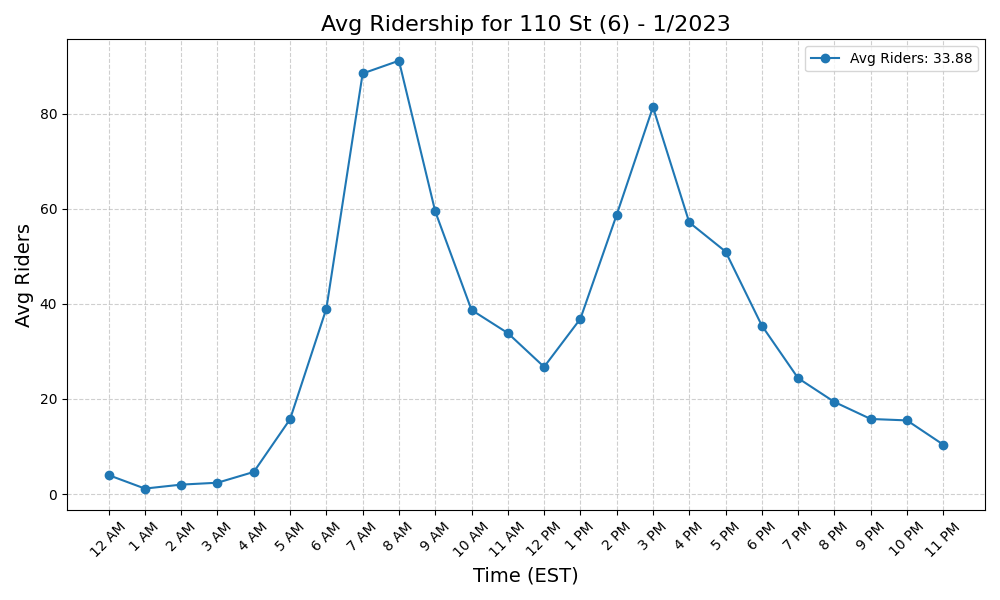 Avg Ridership for 110 St (6) - 1/2023
Avg Riders: 33.88
Avg Riders
80
60
40
20
0
12 AM 1 AM 2 AM 3 AM 4 AM 5 AM 6 AM 7 AM 8 AM 9 AM 10 AM 11 AM 12 PM 1 PM 2 PM 3 PM 4 PM 5 PM 6 PM 7 PM 8 PM 9 PM 10 PM 11 PM
Time (EST)